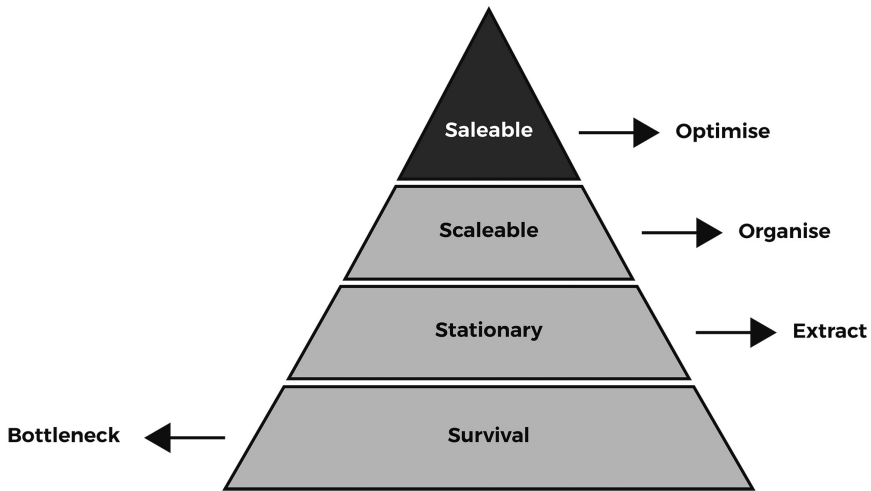 Saleable
Optimise
Scaleable
Organise
Stationary
Extract
Bottleneck
Survival